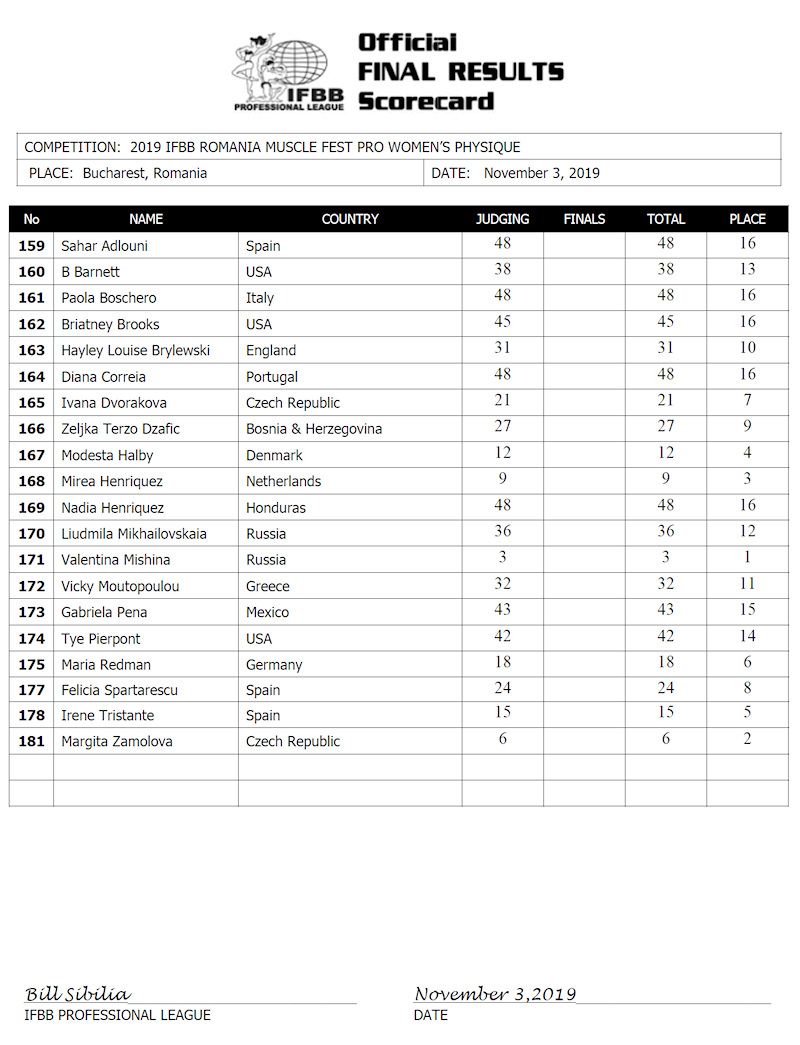 Official
FINAL RESULTS
Scorecard
IFBB
PROFESSIONAL LEAGUE
COMPETITION: 2019 IFBB ROMANIA MUSCLE FEST PRO WOMEN'S PHYSIQUE
PLACE: Bucharest, Romania DATE: November 3, 2019
No NAME COUNTRY JUDGING FINALS TOTAL PLACE
159 Sahar Adlouni Spain 48 48 16
160 B Barnett USA 38 38 13
161 Paola Boschero Italy 48 48 16
162 Briatney Brooks USA 45 45 16
163 Hayley Louise Brylewski England 31 31 10
164 Diana Correia Portugal 48 48 16
165 Ivana Dvorakova Czech Republic 21 21 7
166 Zeljka Terzo Dzafic Bosnia & Herzegovina 27 27 9
167 Modesta Halby Denmark 12 12 4
168 Mirea Henriquez Netherlands 9 9 3
169 Nadia Henriquez Honduras 48 48 16
170 Liudmila Mikhailovskaia Russia 36 36 12
171 Valentina Mishina Russia 3 3 1
172 Vicky Moutopoulou Greece 32 32 11
173 Gabriela Pena Mexico 43 43 15
174 Tye Pierpont USA 42 42 14
175 Maria Redman Germany 18 18 6
177 Felicia Spartarescu Spain 24 24 8
178 Irene Tristante Spain 15 15 5
181 Margita Zamolova Czech Republic 6 6 2
Bill Sibilia November 3,2019
IFBB PROFESSIONAL LEAGUE DATE